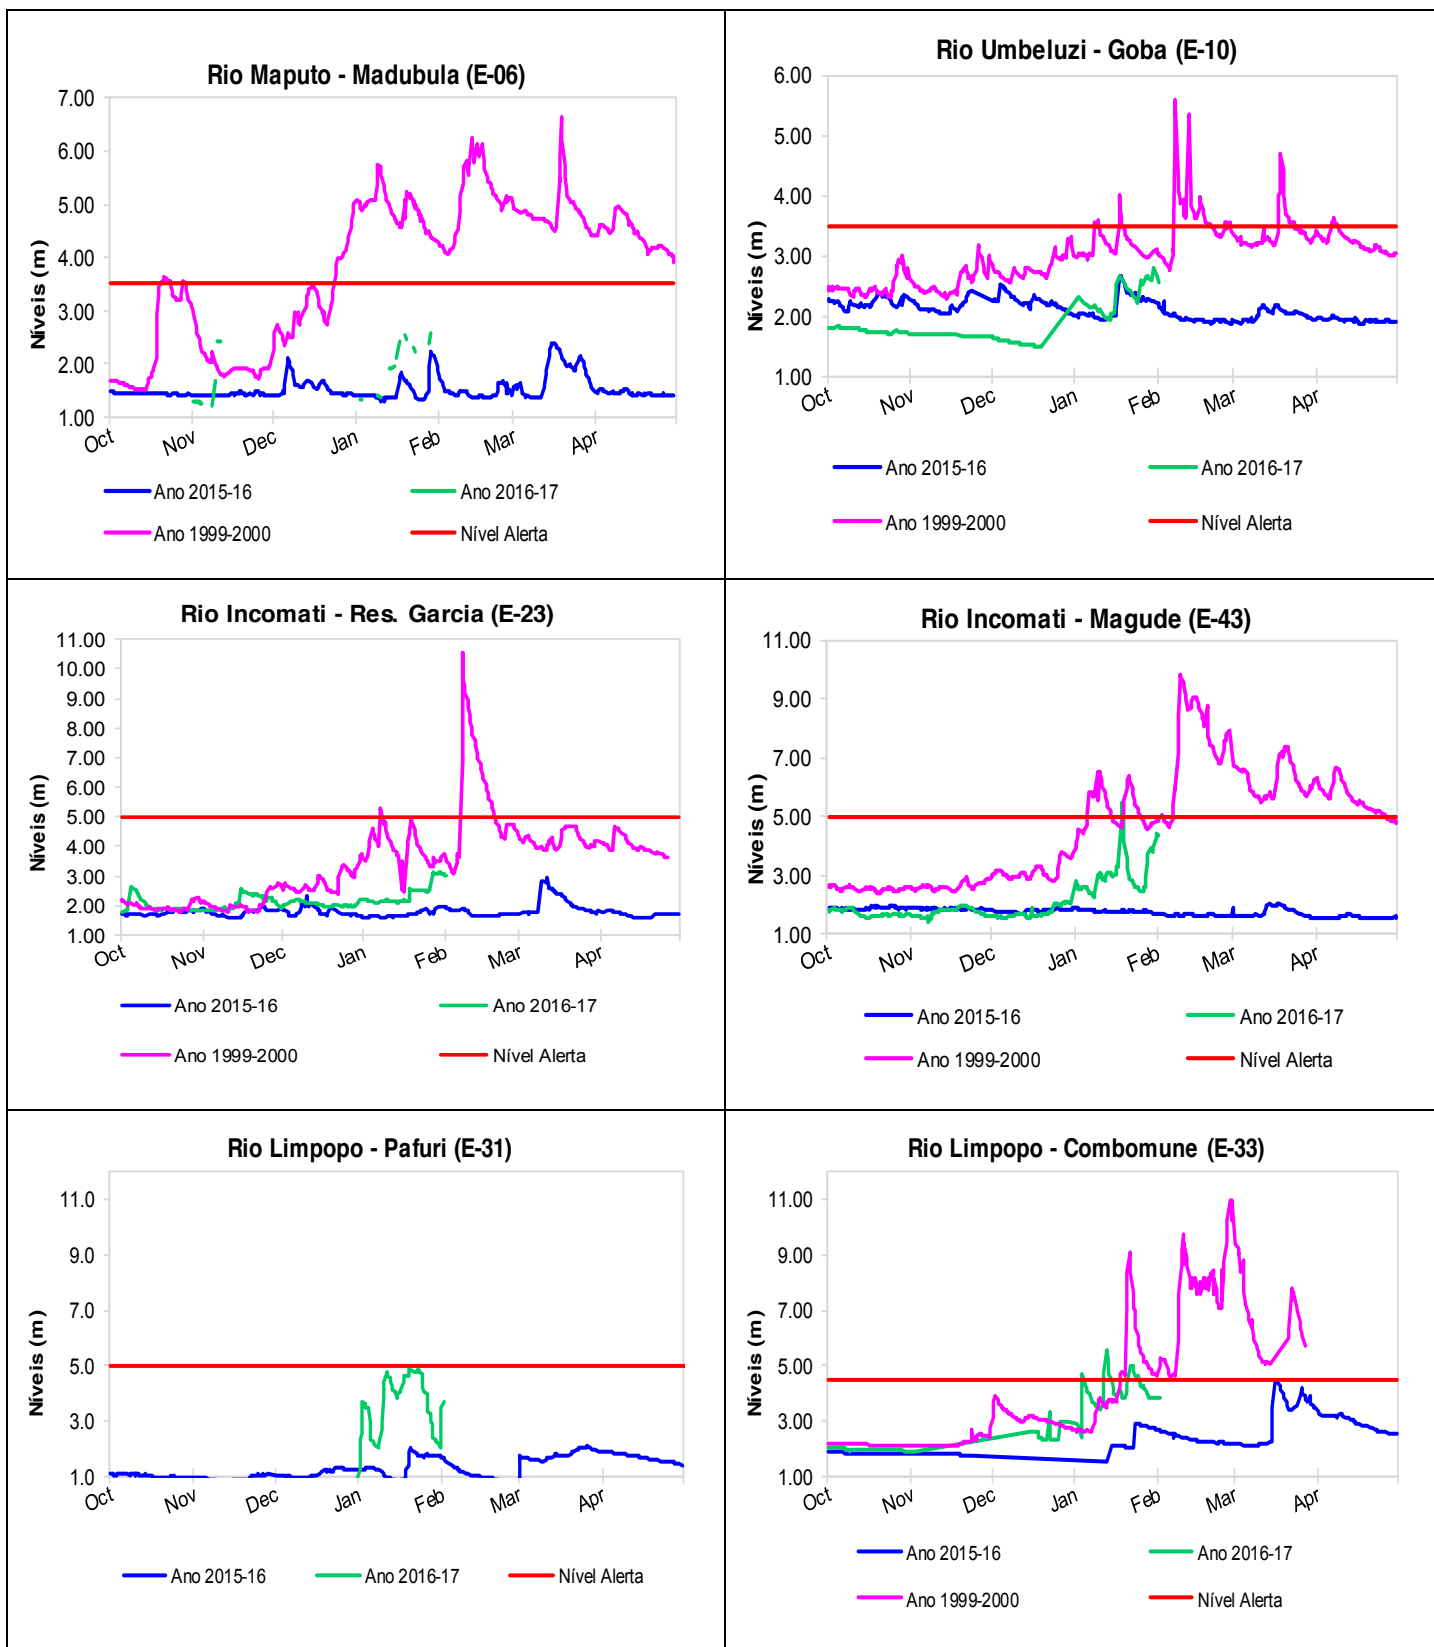 Rio Maputo - Madubula (E-06)
Níveis (m)
7.00
6.00
5.00
4.00
3.00
2.00
1.00
Oct Nov Dec Jan Feb Mar Apr
Ano 2015-16 Ano 2016-17
Ano 1999-2000 Nível Alerta
Rio Umbeluzi - Goba (E-10)
Níveis (m)
6.00
5.00
4.00
3.00
2.00
1.00
Oct Nov Dec Jan Feb Mar Apr
Ano 2015-16 Ano 2016-17
Ano 1999-2000 Nível Alerta
Rio Incomati - Res. Garcia (E-23)
Níveis (m)
11.00
10.00
9.00
8.00
7.00
6.00
5.00
4.00
3.00
2.00
1.00
Oct Nov Dec Jan Feb Mar Apr
Ano 2015-16 Ano 2016-17
Ano 1999-2000 Nível Alerta
Rio Incomati - Magude (E-43)
Níveis (m)
11.00
9.00
7.00
5.00
3.00
1.00
Oct Nov Dec Jan Feb Mar Apr
Ano 2015-16 Ano 2016-17
Ano 1999-2000 Nível Alerta
Rio Limpopo - Pafuri (E-31)
Níveis (m)
11.0
9.0
7.0
5.0
3.0
1.0
Oct Nov Dec Jan Feb Mar Apr
Ano 2015-16 Ano 2016-17 Nível Alerta
Rio Limpopo - Combomune (E-33)
Níveis (m)
11.00
9.00
7.00
5.00
3.00
1.00
Oct Nov Dec Jan Feb Mar Apr
Ano 2015-16 Ano 2016-17
Ano 1999-2000 Nível Alerta